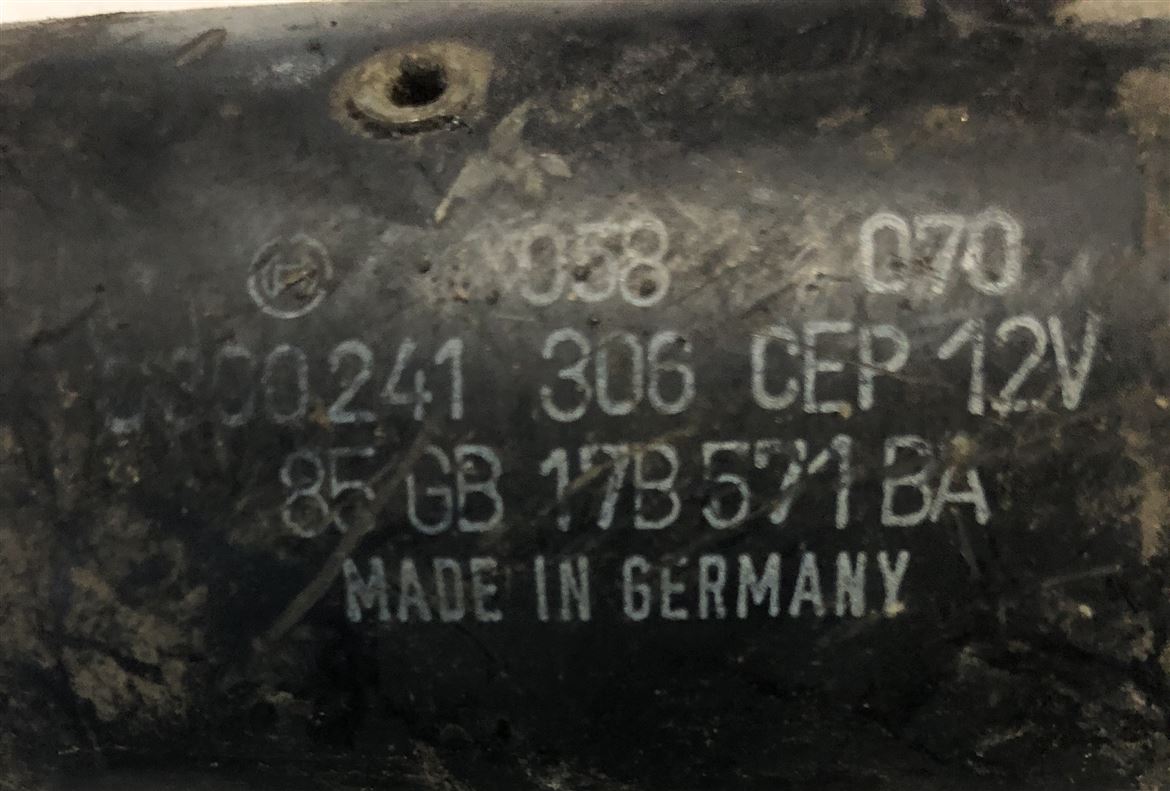 058 070
241 306 CEP 12V
85 GB 17B 571 BA
MADE IN GERMANY